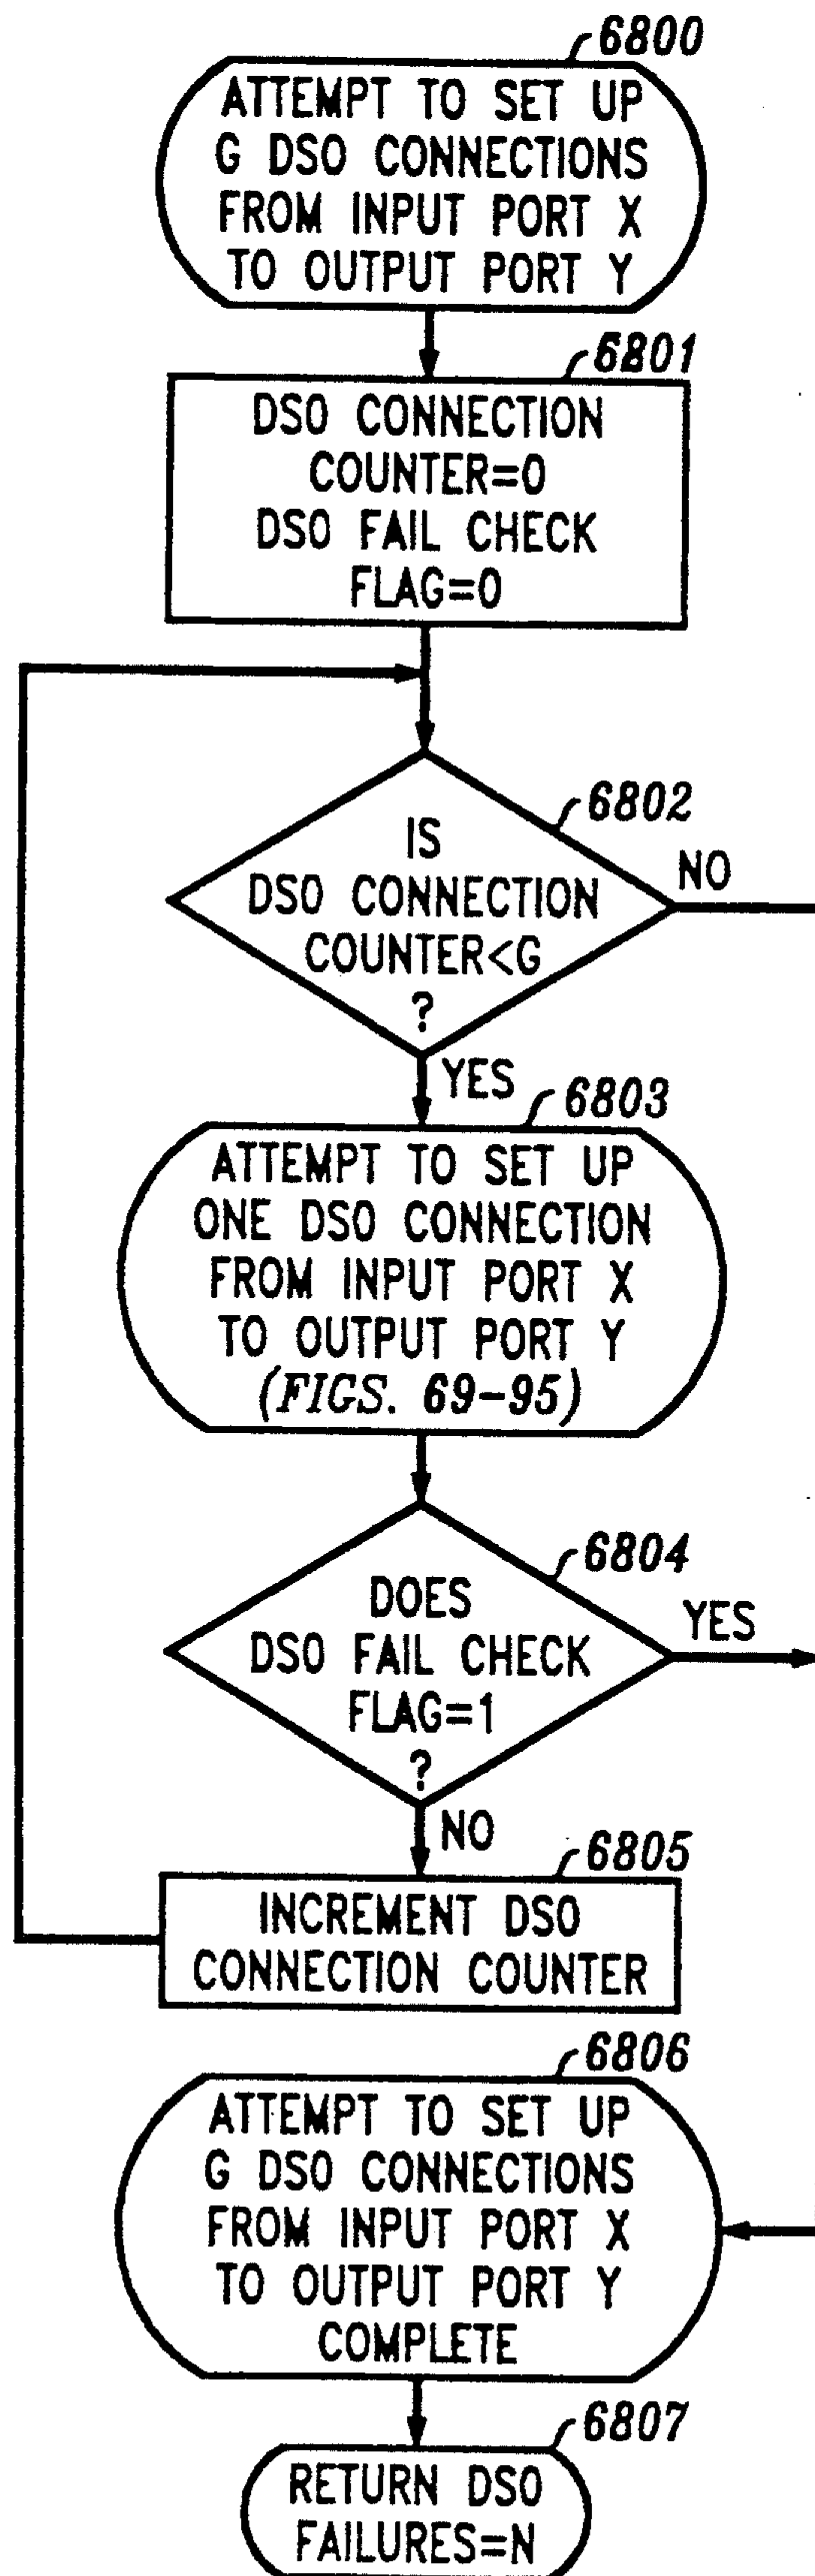 6800
ATTEMPT TO SET UP
G DSO CONNECTIONS
FROM INPUT PORT X
TO OUTPUT PORT Y
6801
DSO CONNECTION
COUNTER=0
DSO FAIL CHECK
FLAG=0
6802
IS
DSO CONNECTION
COUNTER<G
?
NO
YES
6803
ATTEMPT TO SET UP
ONE DSO CONNECTION
FROM INPUT PORT X
TO OUTPUT PORT Y
(FIGS. 69-95)
6804
DOES
DSO FAIL CHECK
FLAG=1
?
YES
NO
6805
INCREMENT DSO
CONNECTION COUNTER
6806
ATTEMPT TO SET UP
G DSO CONNECTIONS
FROM INPUT PORT X
TO OUTPUT PORT Y
COMPLETE
6807
RETURN DSO
FAILURES=N